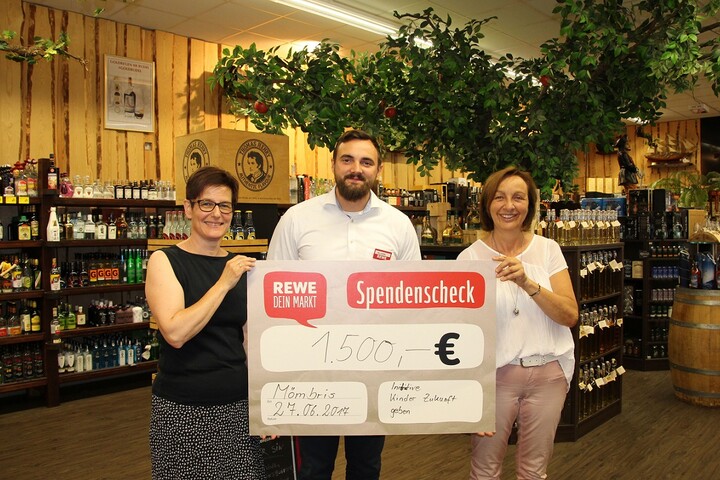 REWE
DEIN MARKT
Spendenscheck
1.500,—€
Mömbris
27.06.2017
Initiative
Kinder Zukunft
geben